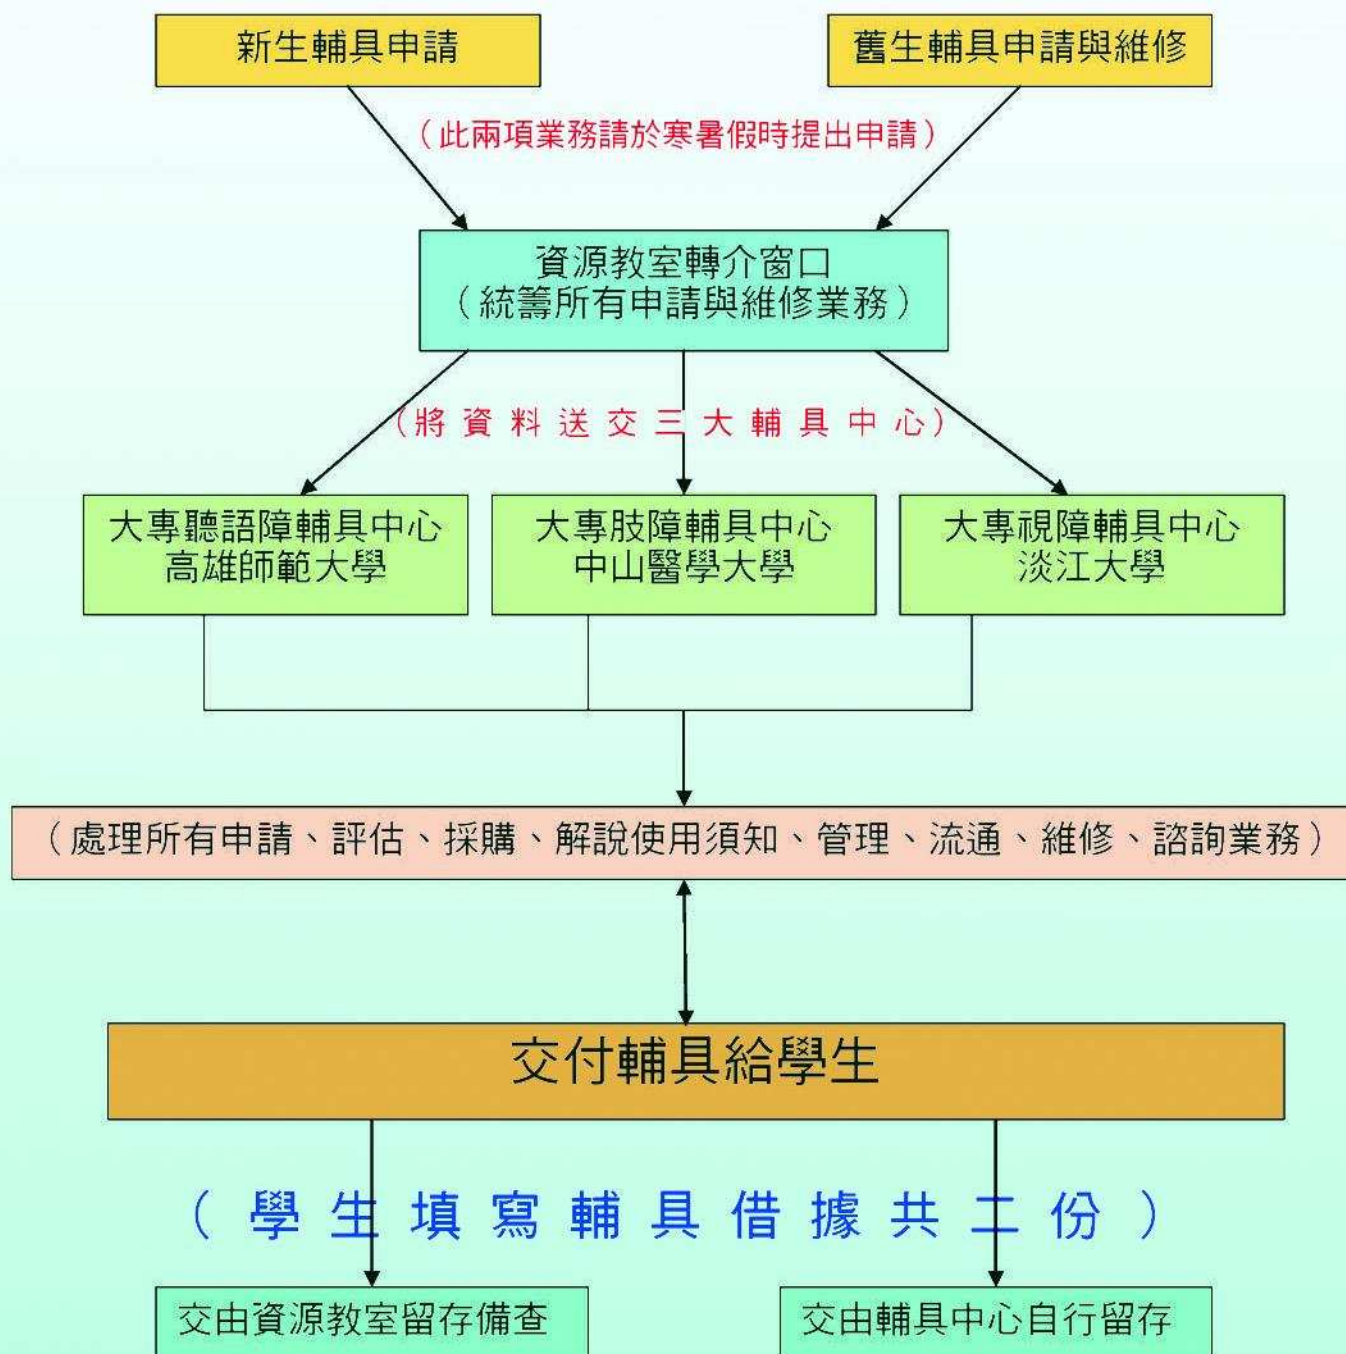 新生輔具申請
舊生輔具申請與維修
（此兩項業務請於寒暑假時提出申請）
資源教室轉介窗口
（統籌所有申請與維修業務）
（將資料送交三大輔具中心）
大專聽語障輔具中心
高雄師範大學
大專肢障輔具中心
中山醫學大學
大專視障輔具中心
淡江大學
（處理所有申請、評估、採購、解說使用須知、管理、流通、維修、諮詢業務）
交付輔具給學生
（學生填寫輔具借據共二份）
交由資源教室留存備查
交由輔具中心自行留存